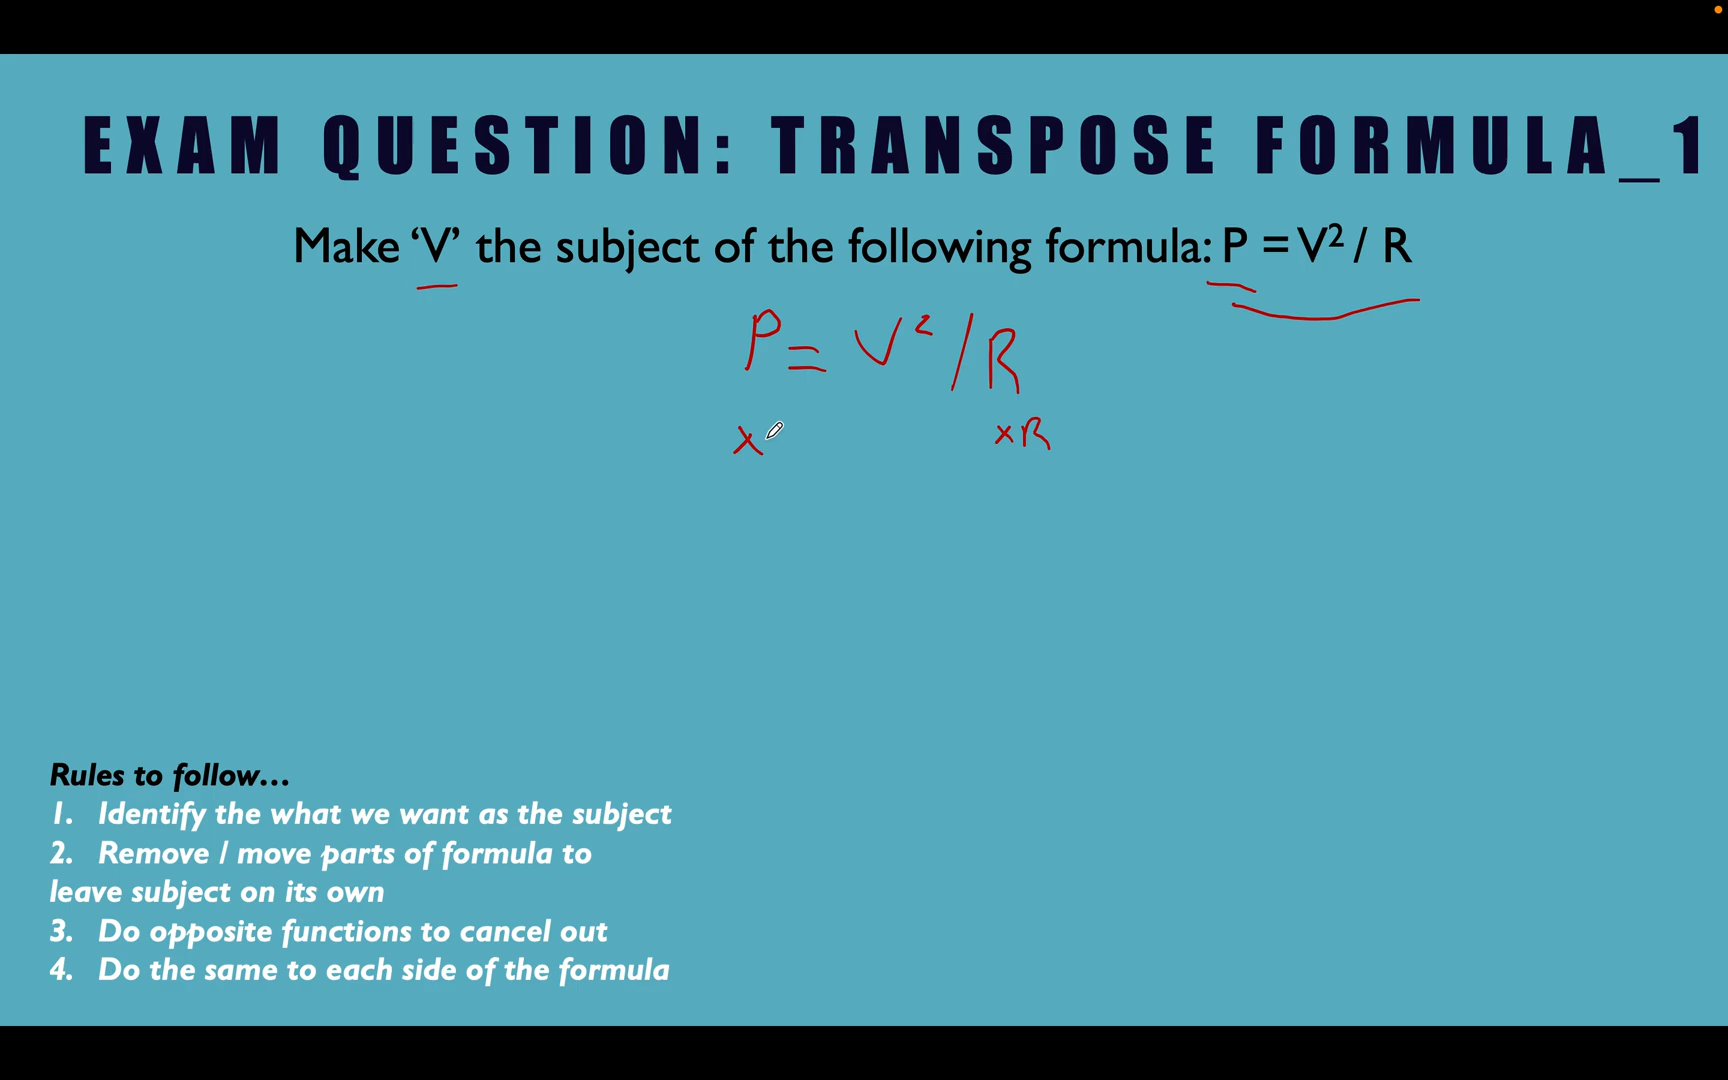 EXAM QUESTION: TRANSPOSE FORMULA_1
Make ‘V’ the subject of the following formula: P = V² / R
P = V² / R
x xR
Rules to follow...
1. Identify the what we want as the subject
2. Remove / move parts of formula to
leave subject on its own
3. Do opposite functions to cancel out
4. Do the same to each side of the formula